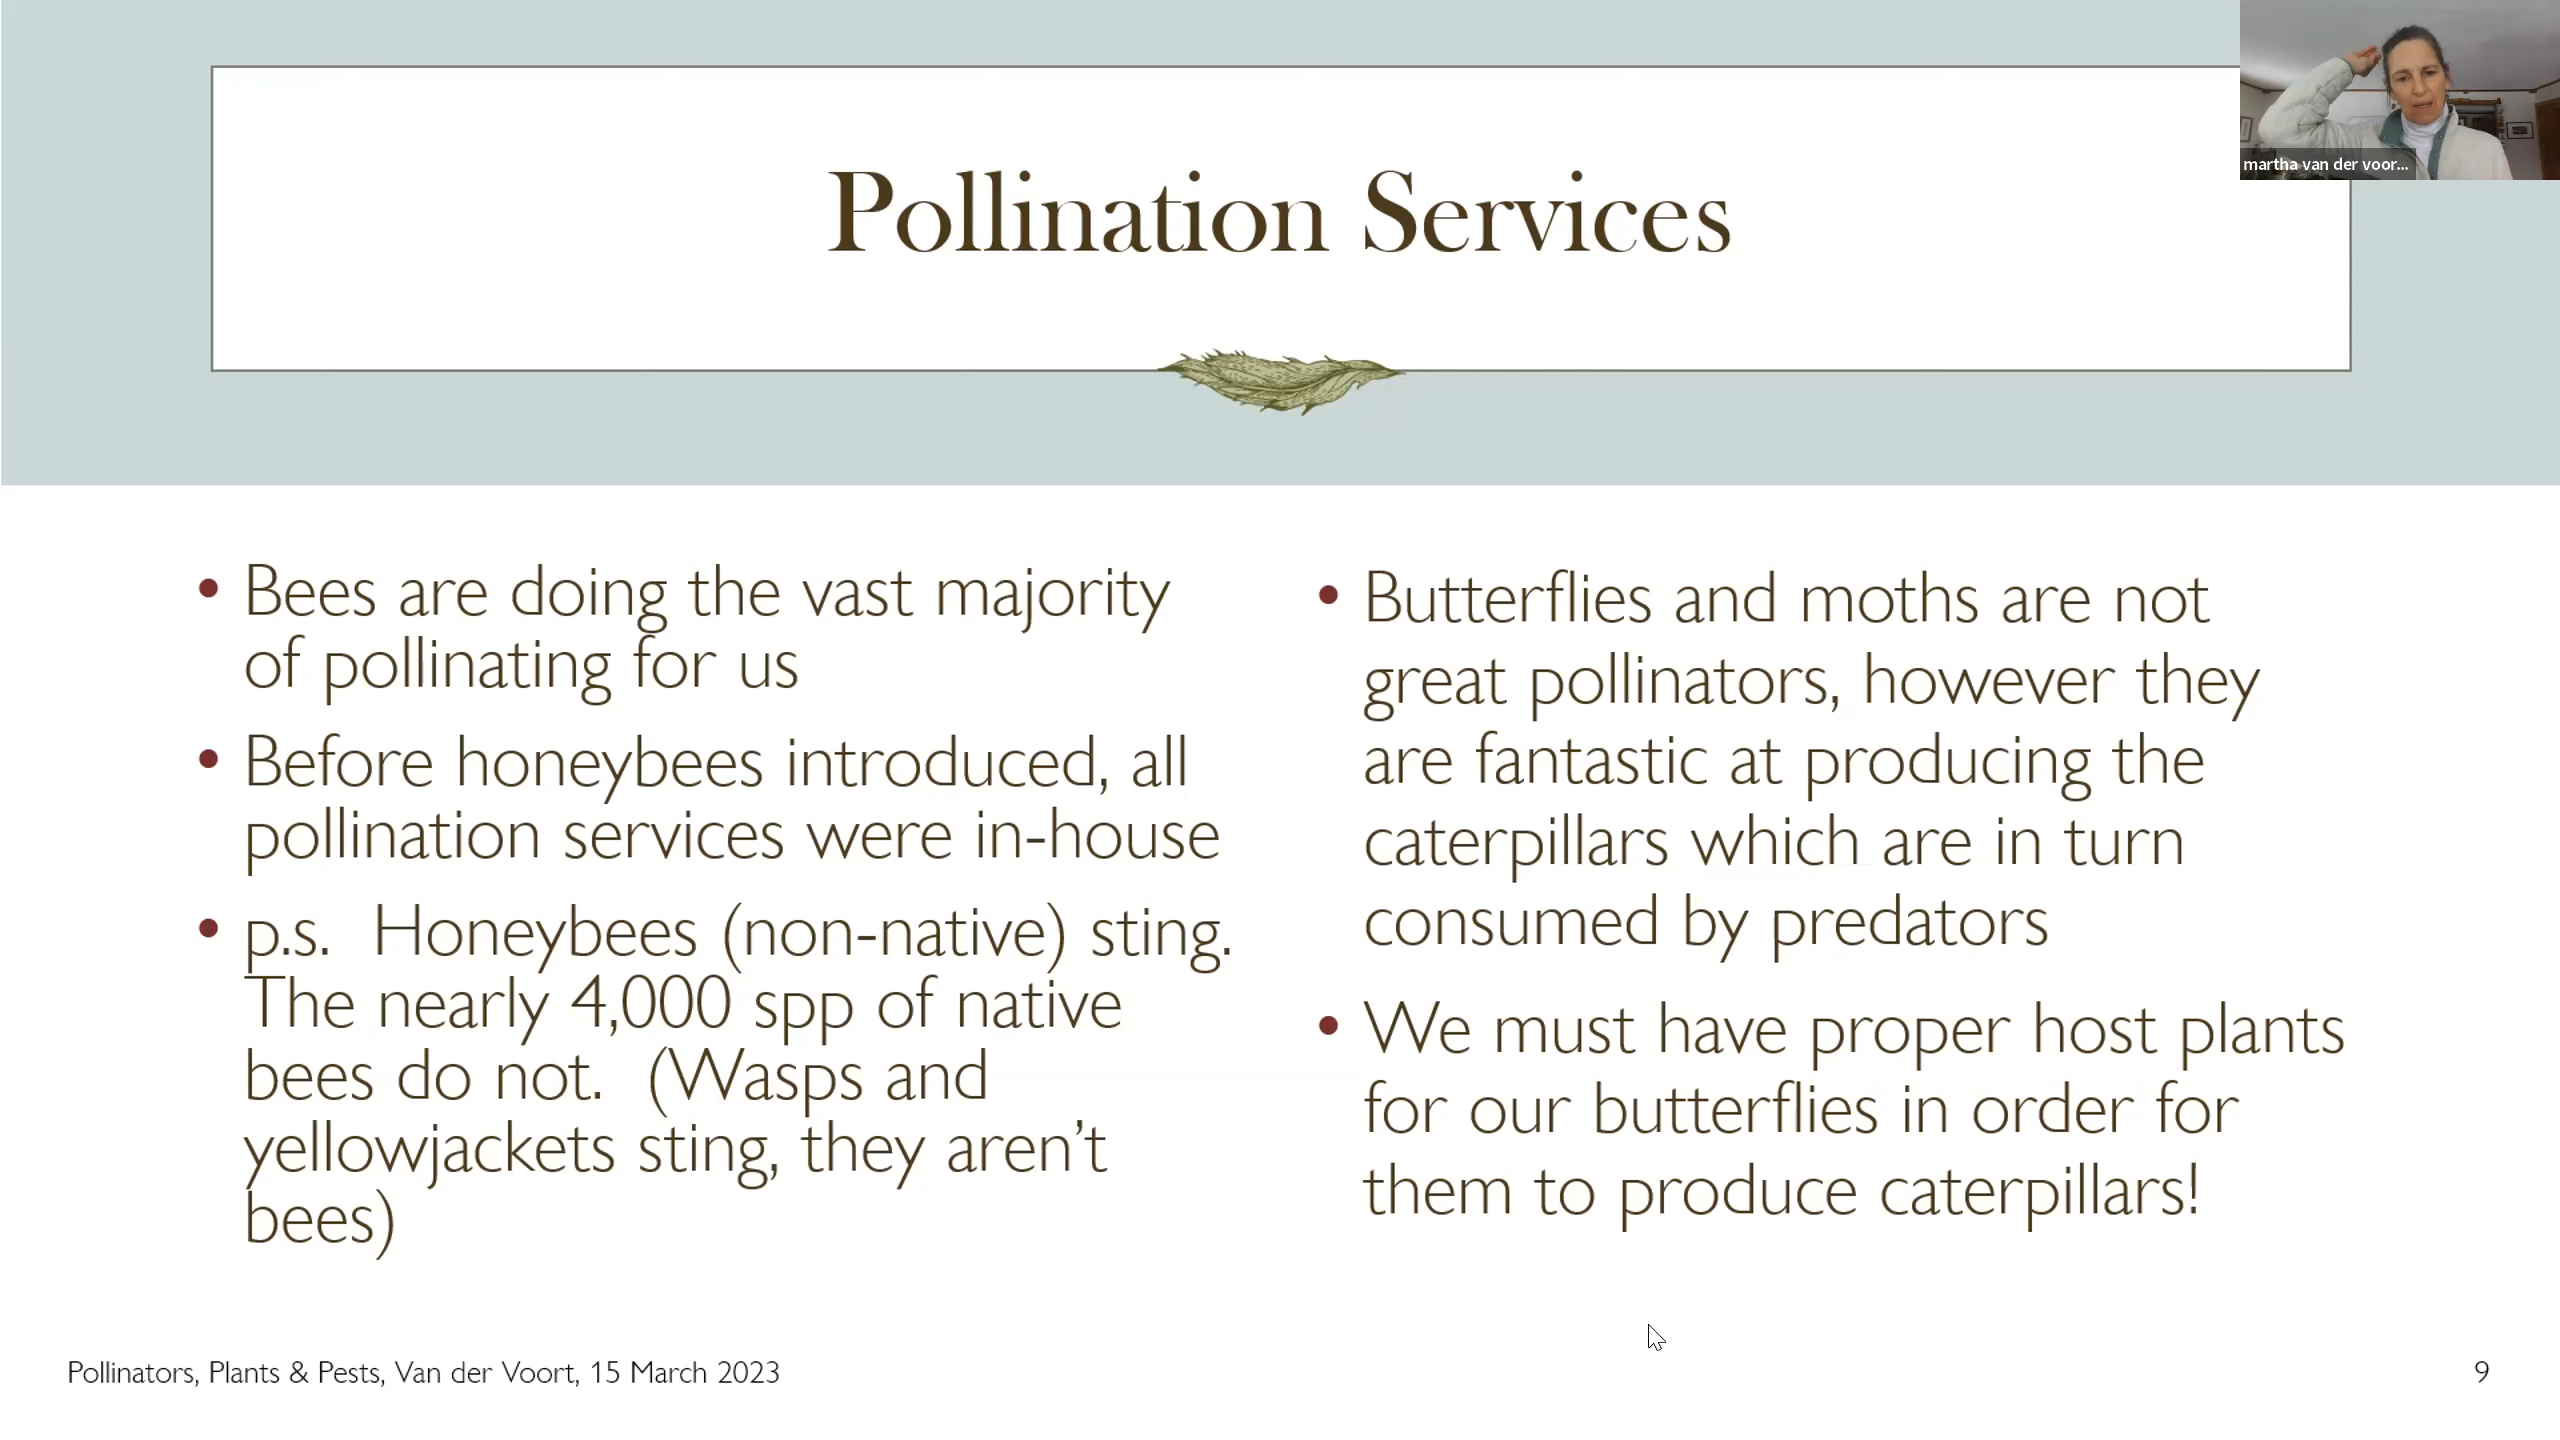 martha van der voor...
Pollination Services
• Bees are doing the vast majority
of pollinating for us
• Before honeybees introduced, all
pollination services were in-house
• p.s.  Honeybees (non-native) sting.
The nearly 4,000 spp of native
bees do not.  (Wasps and
yellowjackets sting, they aren’t
bees)
• Butterflies and moths are not
great pollinators, however they
are fantastic at producing the
caterpillars which are in turn
consumed by predators
• We must have proper host plants
for our butterflies in order for
them to produce caterpillars!
Pollinators, Plants & Pests, Van der Voort, 15 March 2023
9